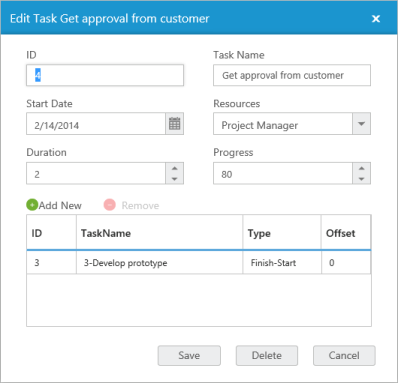 Edit Task Get approval from customer
ID Task Name
4 Get approval from customer
Start Date Resources
2/14/2014 Project Manager
Duration Progress
2 80
Add New Remove
ID TaskName Type Offset
3 3-Develop prototype Finish-Start 0
Save Delete Cancel